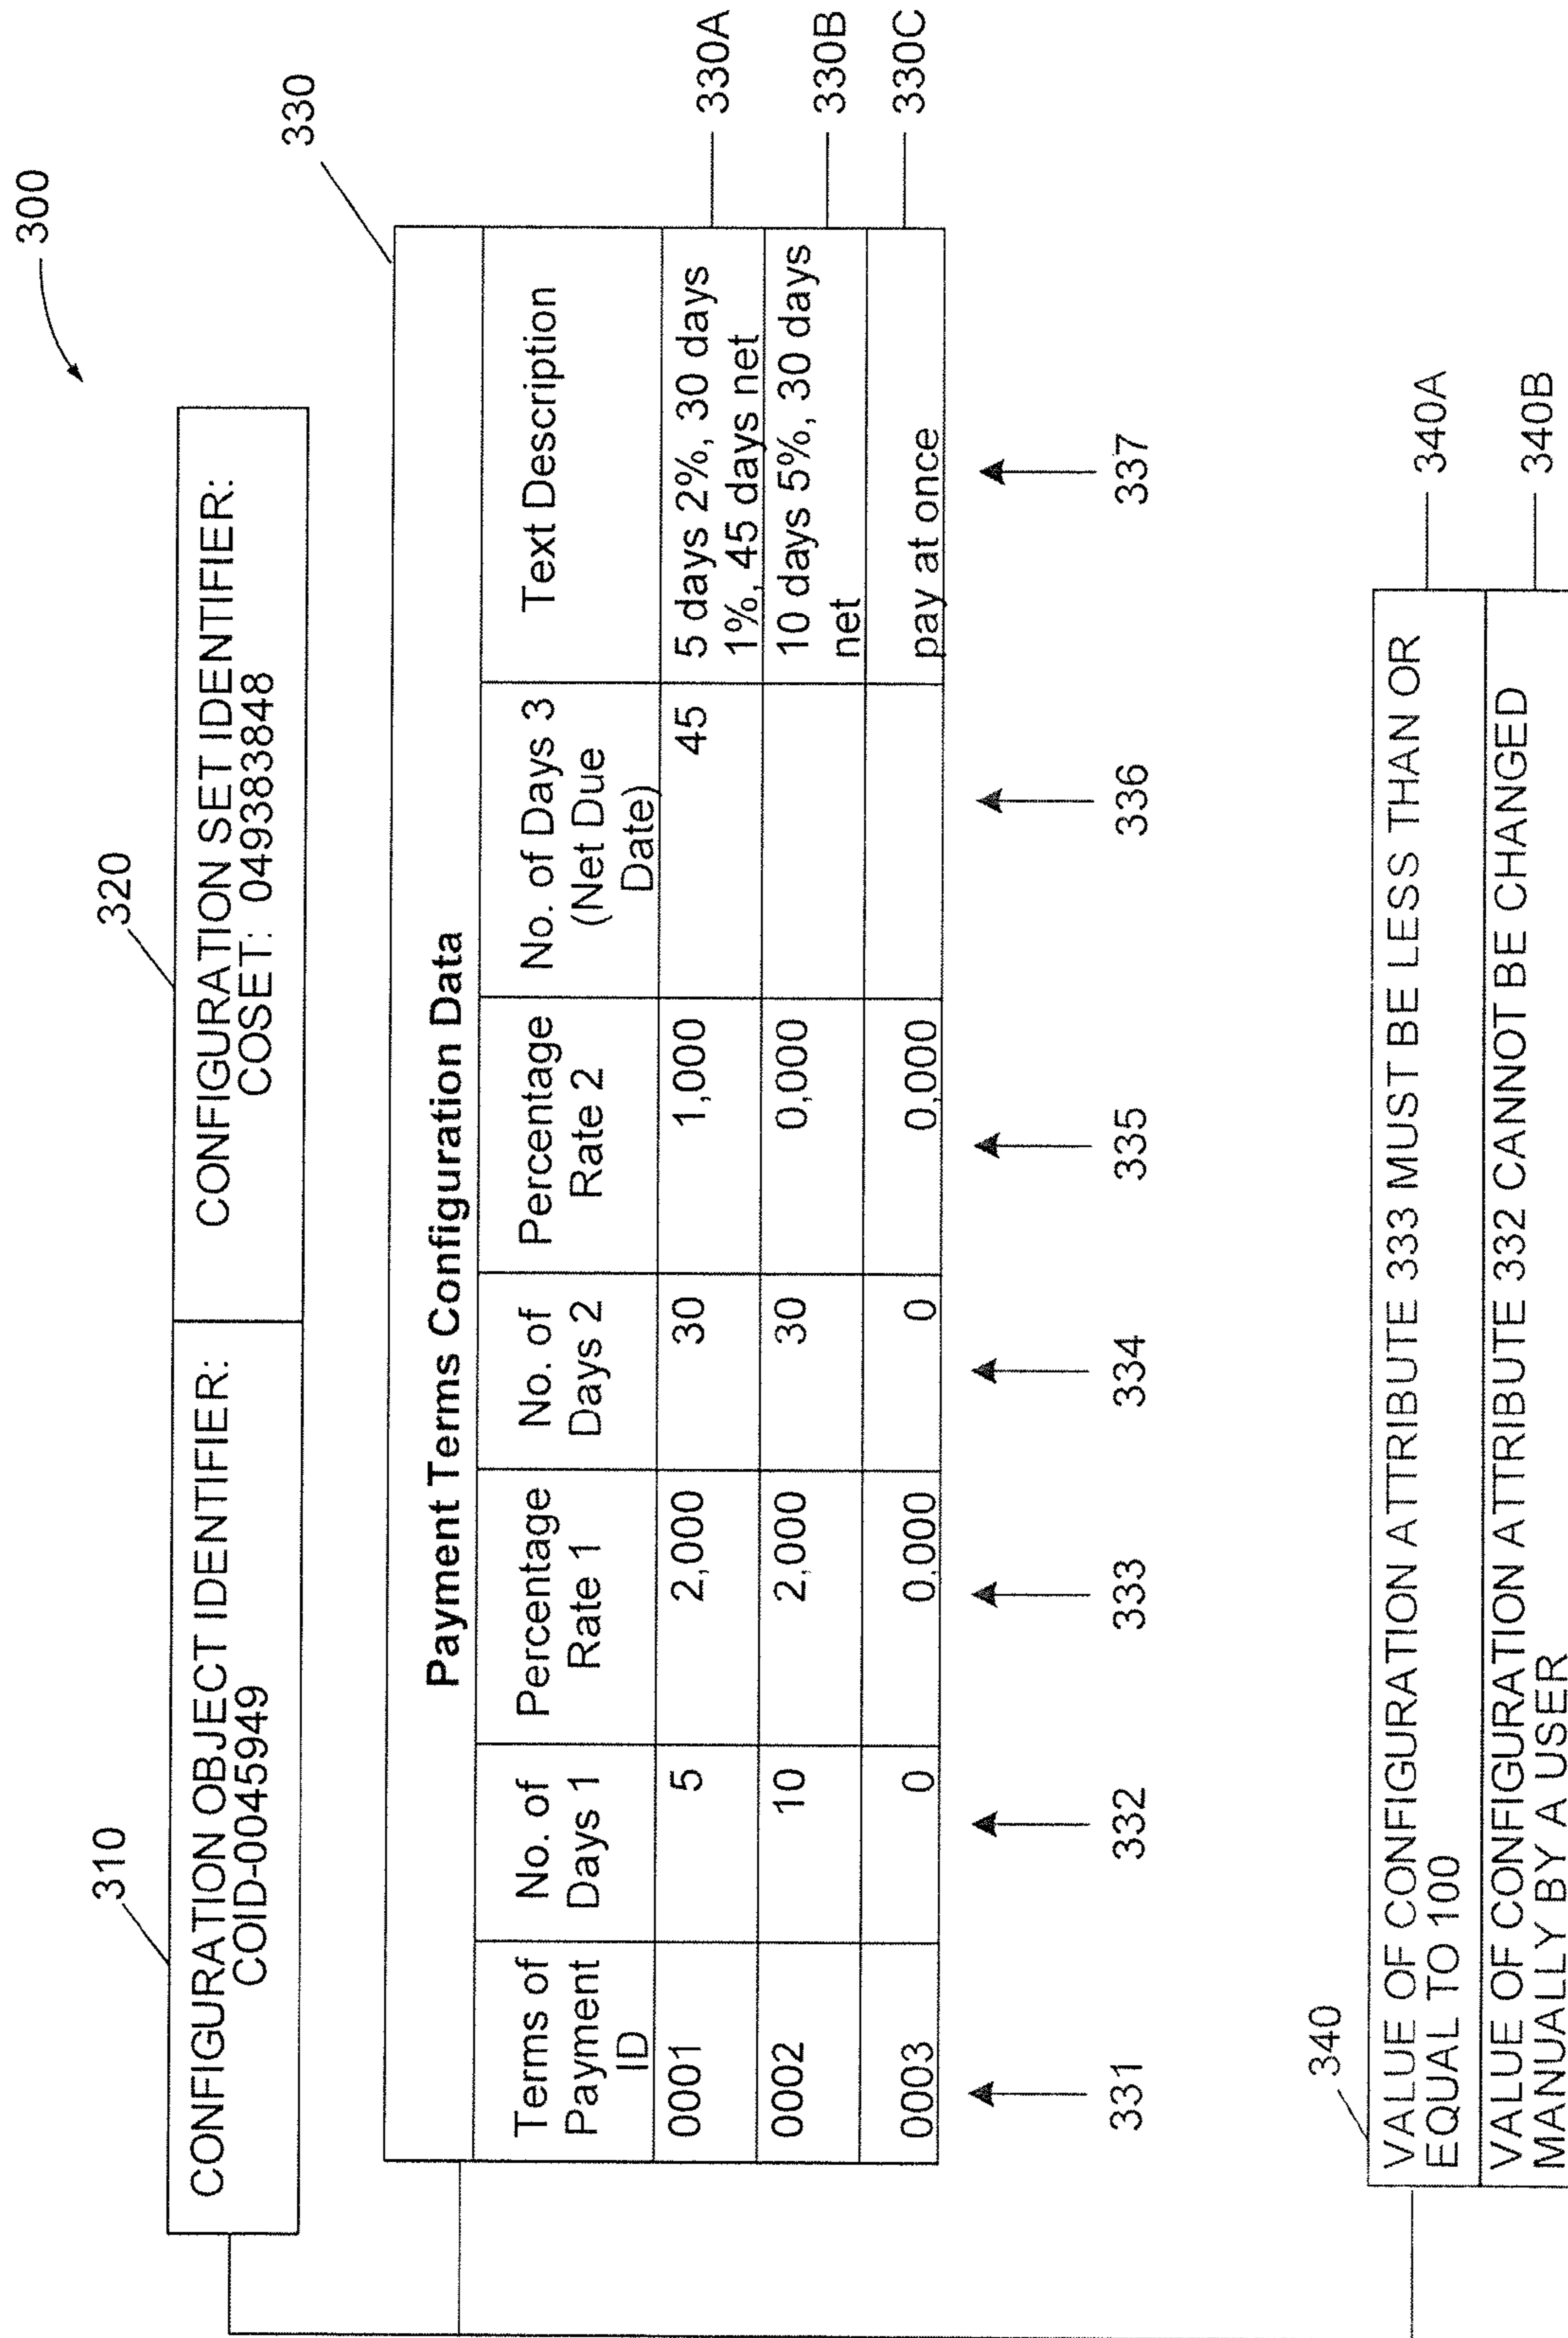 300
310
320
CONFIGURATION OBJECT IDENTIFIER:
COID-0045949
CONFIGURATION SET IDENTIFIER:
COSET: 049383848
330
Payment Terms Configuration Data
Terms of
Payment
ID
No. of
Days 1
Percentage
Rate 1
No. of
Days 2
Percentage
Rate 2
No. of Days 3
(Net Due
Date)
Text Description
0001
5
2,000
30
1,000
45
5 days 2%, 30 days
1%, 45 days net
330A
0002
10
2,000
30
0,000
10 days 5%, 30 days
net
330B
0003
0
0,000
0
0,000
pay at once
330C
331
332
333
334
335
336
337
340
VALUE OF CONFIGURATION ATTRIBUTE 333 MUST BE LESS THAN OR
EQUAL TO 100
340A
VALUE OF CONFIGURATION ATTRIBUTE 332 CANNOT BE CHANGED
MANUALLY BY A USER
340B